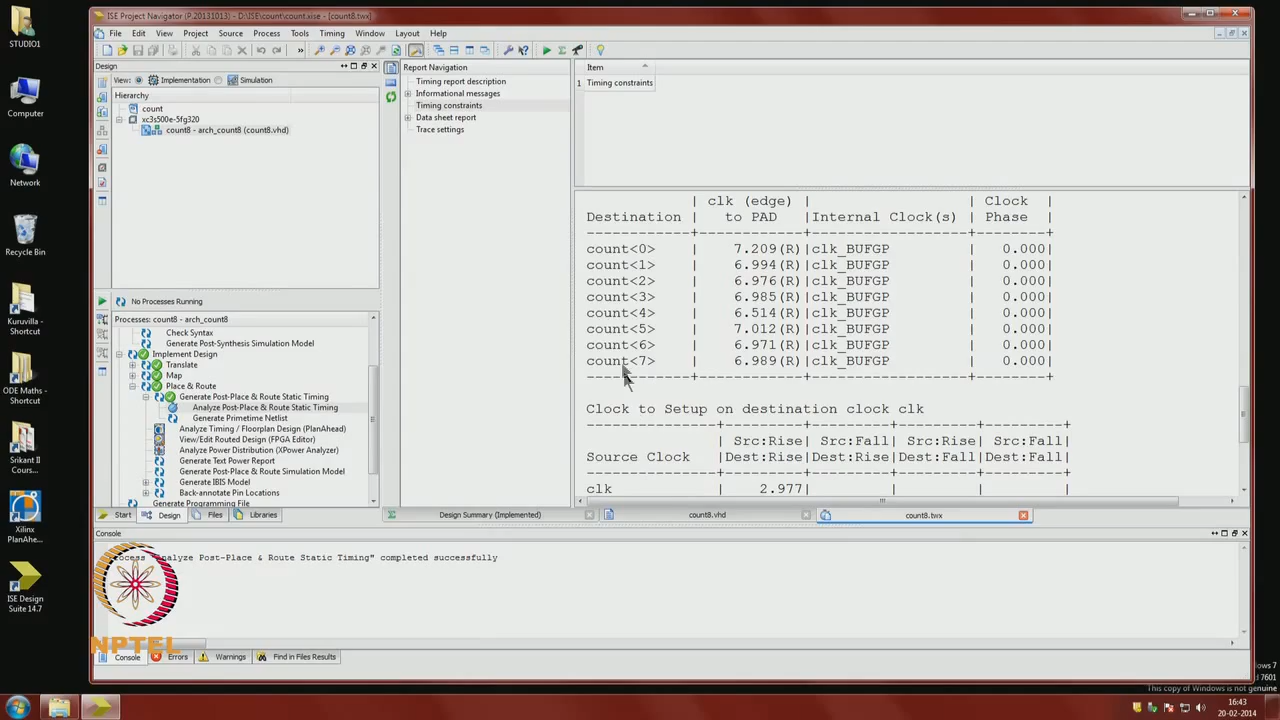 STUDIO1
Computer
Network
Recycle Bin
Kuruvilla - Shortcut
ODE Maths - Shortcut
Srikant II Cours...
Xilinx PlanAhe...
ISE Design Suite 14.7
ISE Project Navigator (P.20131013) - D:\ISE\count\count.xise - [count8.twx]
File Edit View Project Source Process Tools Timing Window Layout Help
Design
View: Implementation Simulation
Hierarchy
count
xc3s500e-5fg320
count8 - arch_count8 (count8.vhd)
No Processes Running
Processes: count8 - arch_count8
Check Syntax
Generate Post-Synthesis Simulation Model
Implement Design
Translate
Map
Place & Route
Generate Post-Place & Route Static Timing
Analyze Post-Place & Route Static Timing
Generate Primetime Netlist
Analyze Timing / Floorplan Design (PlanAhead)
View/Edit Routed Design (FPGA Editor)
Analyze Power Distribution (XPower Analyzer)
Generate Text Power Report
Generate Post-Place & Route Simulation Model
Generate IBIS Model
Back-annotate Pin Locations
Generate Programming File
Start Design Files Libraries
Report Navigation
Timing report description
Informational messages
Timing constraints
Data sheet report
Trace settings
Item
1 Timing constraints
| clk (edge) | | Clock |
Destination | to PAD |Internal Clock(s) | Phase |
------------+------------+------------------+--------+
count<0> | 7.209(R)|clk_BUFGP | 0.000|
count<1> | 6.994(R)|clk_BUFGP | 0.000|
count<2> | 6.976(R)|clk_BUFGP | 0.000|
count<3> | 6.985(R)|clk_BUFGP | 0.000|
count<4> | 6.514(R)|clk_BUFGP | 0.000|
count<5> | 7.012(R)|clk_BUFGP | 0.000|
count<6> | 6.971(R)|clk_BUFGP | 0.000|
count<7> | 6.989(R)|clk_BUFGP | 0.000|
------------+------------+------------------+--------+
Clock to Setup on destination clock clk
---------------+---------+---------+---------+---------+
| Src:Rise| Src:Fall| Src:Rise| Src:Fall|
Source Clock |Dest:Rise|Dest:Rise|Dest:Fall|Dest:Fall|
---------------+---------+---------+---------+---------+
clk | 2.977| | | |
Design Summary (Implemented) count8.vhd count8.twx
Console
ocess "Analyze Post-Place & Route Static Timing" completed successfully
NPTEL
Console Errors Warnings Find in Files Results
ows 7
7601
This copy of Windows is not genuine
16:43
20-02-2014